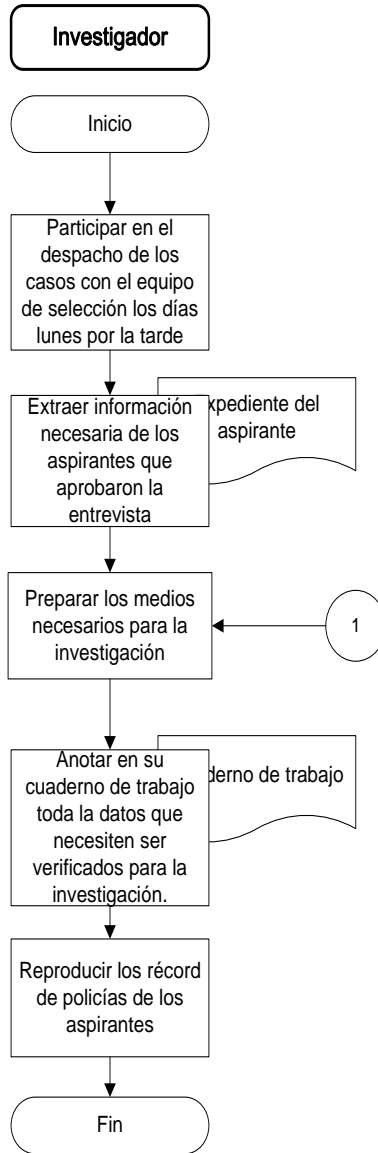 Investigador
Inicio
Participar en el
despacho de los
casos con el equipo
de selección los días
lunes por la tarde
Extraer información
necesaria de los
aspirantes que
aprobaron la
entrevista
xpediente del
aspirante
Preparar los medios
necesarios para la
investigación
1
Anotar en su
cuaderno de trabajo
toda la datos que
necesiten ser
verificados para la
investigación.
derno de trabajo
Reproducir los récord
de policías de los
aspirantes
Fin